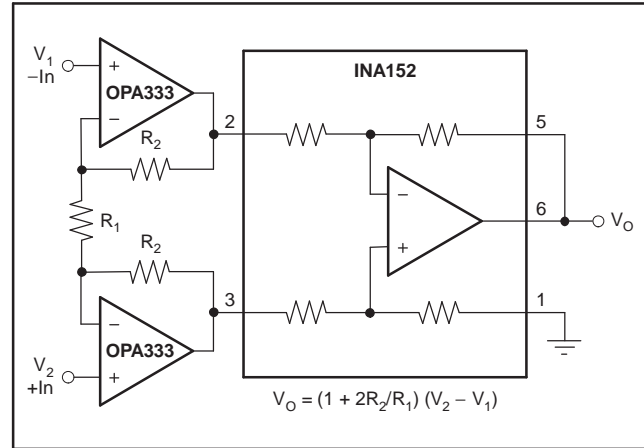 V1
−In
OPA333
R2
R1
R2
OPA333
V2
+In
INA152
2
5
6
VO
3
1
VO = (1 + 2R2/R1) (V2 − V1)
+
−
−
+
−
+